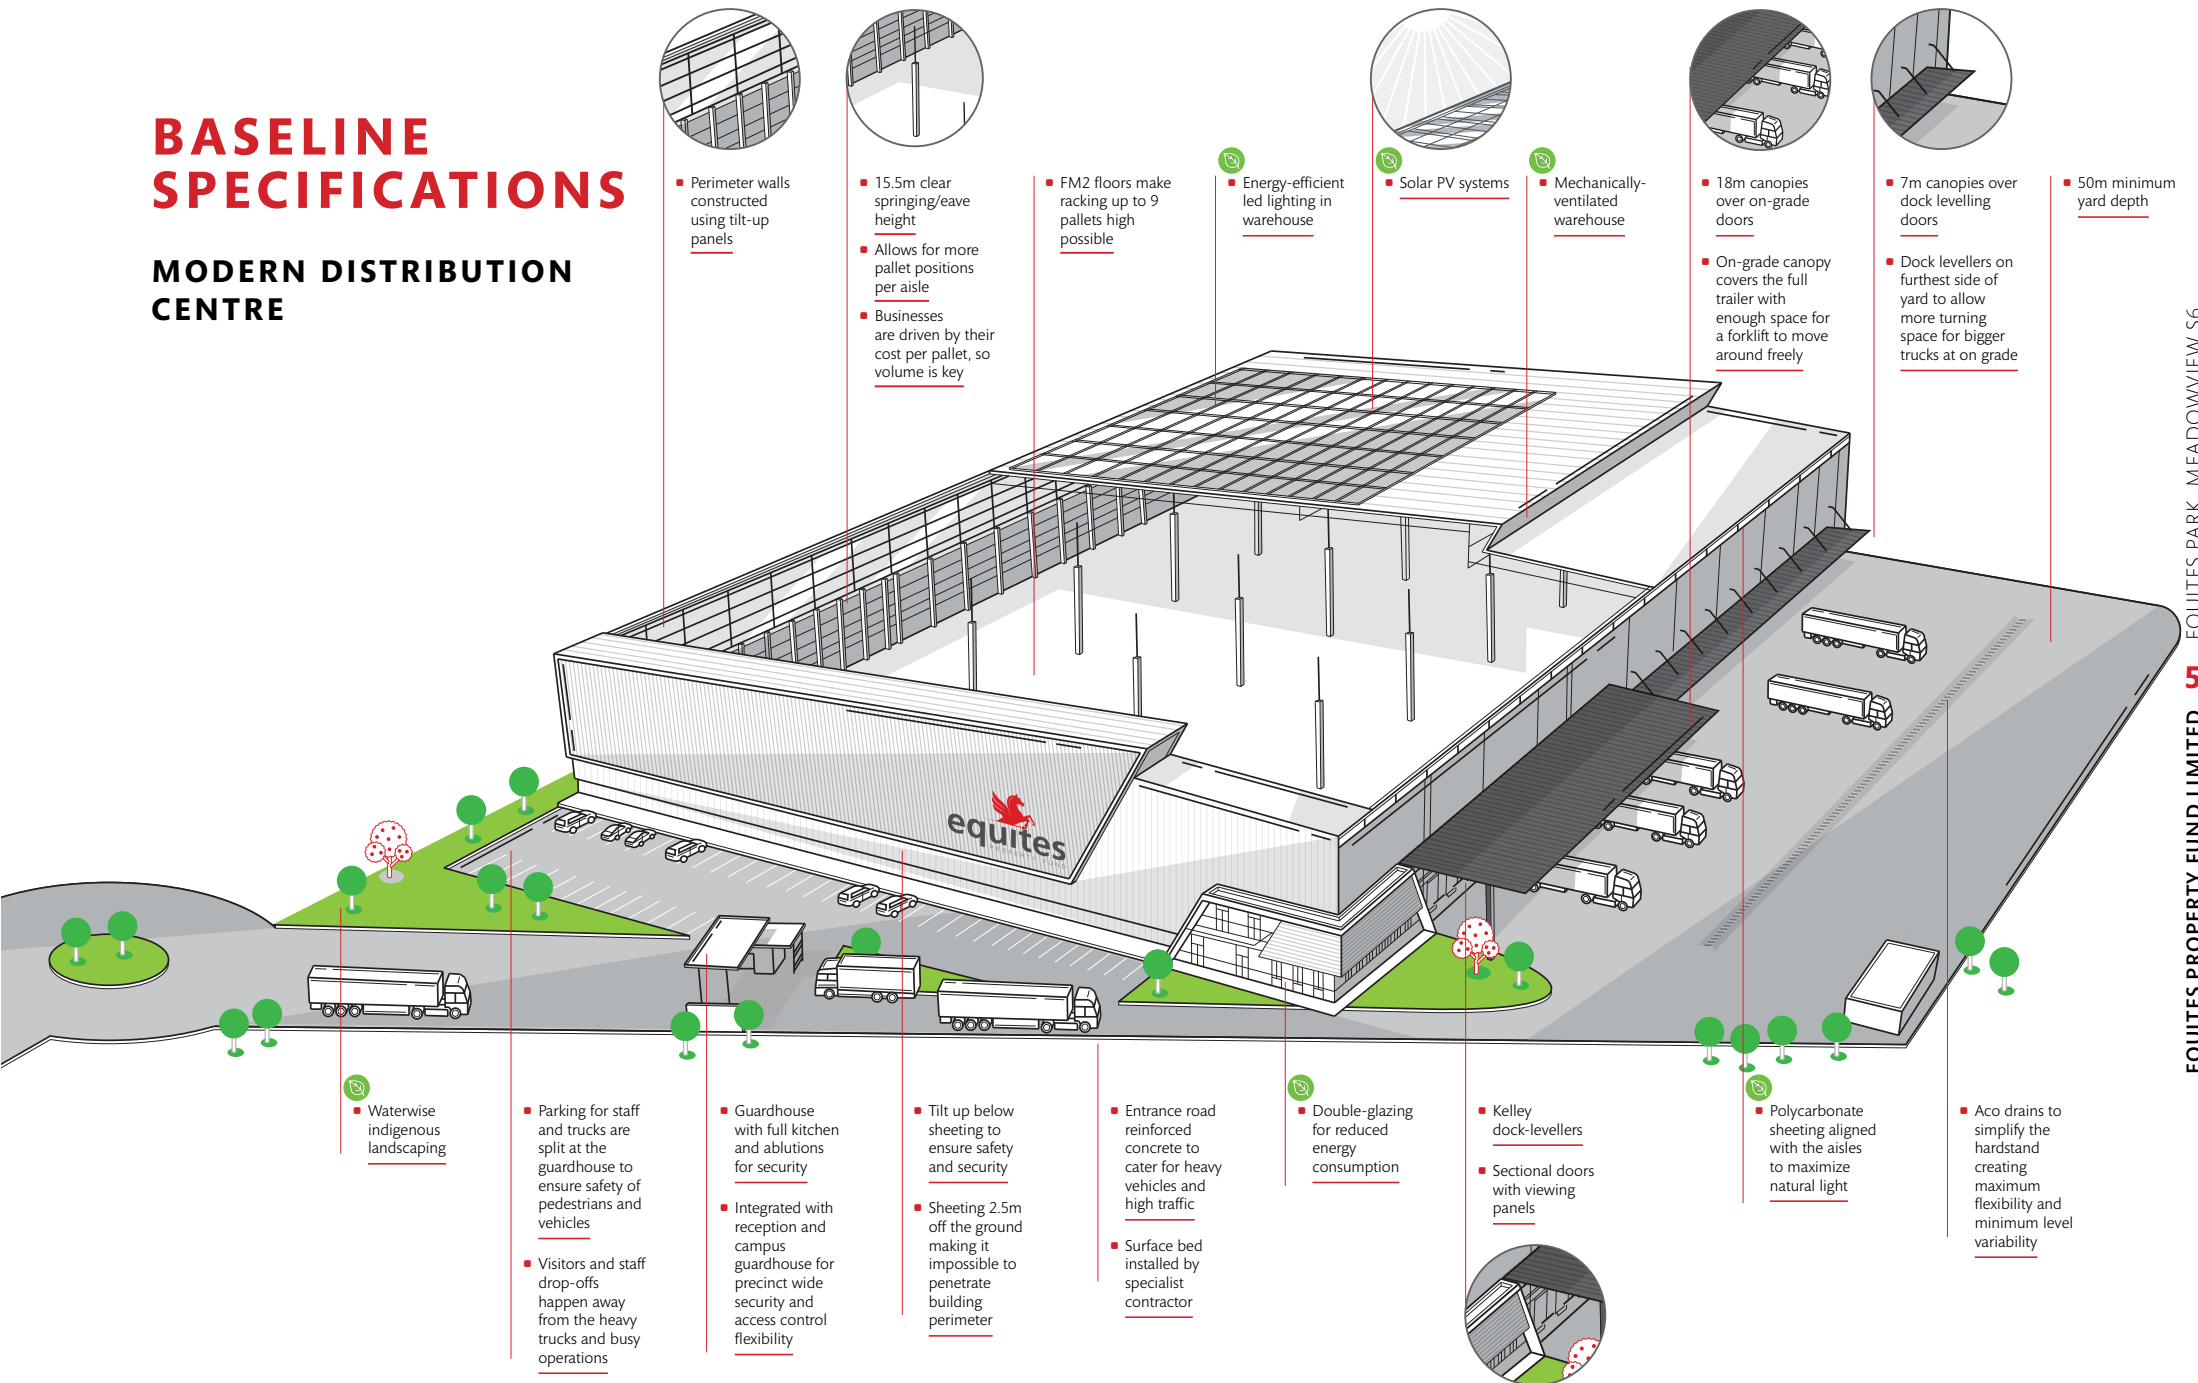 BASELINE
SPECIFICATIONS
MODERN DISTRIBUTION
CENTRE
Perimeter walls
constructed
using tilt-up
panels
15.5m clear
springing/eave
height
Allows for more
pallet positions
per aisle
Businesses
are driven by their
cost per pallet, so
volume is key
FM2 floors make
racking up to 9
pallets high
possible
Energy-efficient
led lighting in
warehouse
Solar PV systems
Mechanically-
ventilated
warehouse
18m canopies
over on-grade
doors
On-grade canopy
covers the full
trailer with
enough space for
a forklift to move
around freely
7m canopies over
dock levelling
doors
Dock levellers on
furthest side of
yard to allow
more turning
space for bigger
trucks at on grade
50m minimum
yard depth
equites
PROPERTY FUND
Waterwise
indigenous
landscaping
Parking for staff
and trucks are
split at the
guardhouse to
ensure safety of
pedestrians and
vehicles
Visitors and staff
drop-offs
happen away
from the heavy
trucks and busy
operations
Guardhouse
with full kitchen
and ablutions
for security
Integrated with
reception and
campus
guardhouse for
precinct wide
security and
access control
flexibility
Tilt up below
sheeting to
ensure safety
and security
Sheeting 2.5m
off the ground
making it
impossible to
penetrate
building
perimeter
Entrance road
reinforced
concrete to
cater for heavy
vehicles and
high traffic
Surface bed
installed by
specialist
contractor
Double-glazing
for reduced
energy
consumption
Kelley
dock-levellers
Sectional doors
with viewing
panels
Polycarbonate
sheeting aligned
with the aisles
to maximize
natural light
Aco drains to
simplify the
hardstand
creating
maximum
flexibility and
minimum level
variability
EQUITES PROPERTY FUND LIMITED 5 EQUITES PARK MEADOWVIEW S6